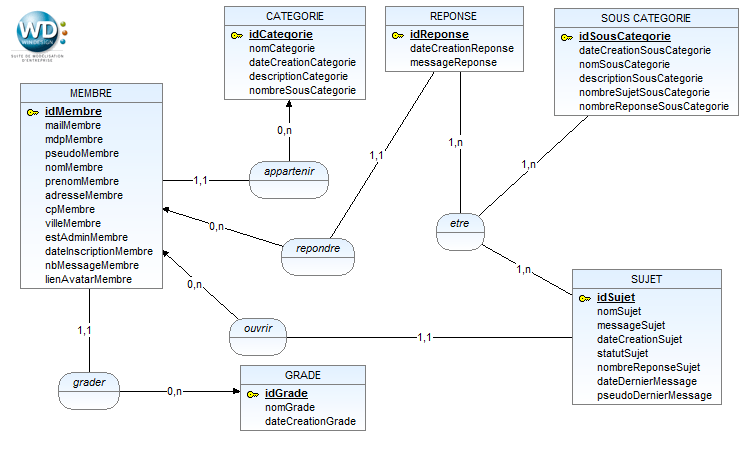 WD:
WINDESIGN
SUITE DE MODELISATION
D'ENTREPRISE
CATEGORIE
idCategorie
nomCategorie
dateCreationCategorie
descriptionCategorie
nombreSousCategorie
REPONSE
idReponse
dateCreationReponse
messageReponse
SOUS CATEGORIE
idSousCategorie
dateCreationSousCategorie
nomSousCategorie
descriptionSousCategorie
nombreSujetSousCategorie
nombreReponseSousCategorie
MEMBRE
idMembre
mailMembre
mdpMembre
pseudoMembre
nomMembre
prenomMembre
adresseMembre
cpMembre
villeMembre
estAdminMembre
dateInscriptionMembre
nbMessageMembre
lienAvatarMembre
0,n
1,1
appartenir
1,1
1,n
1,n
0,n
repondre
etre
1,n
0,n
ouvrir
1,1
SUJET
idSujet
nomSujet
messageSujet
dateCreationSujet
statutSujet
nombreReponseSujet
dateDernierMessage
pseudoDernierMessage
1,1
grader
0,n
GRADE
idGrade
nomGrade
dateCreationGrade